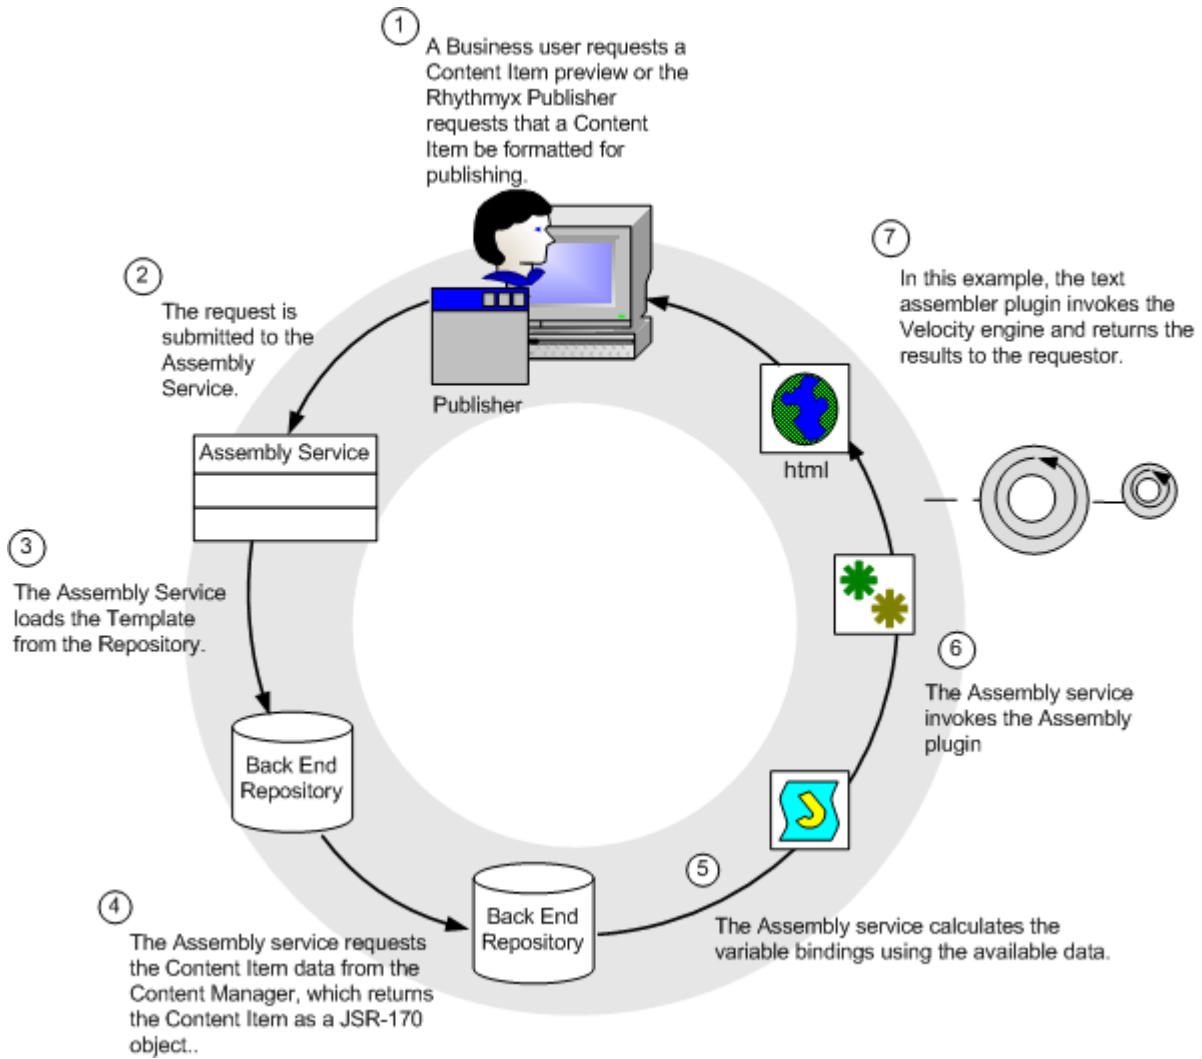 1
A Business user requests a
Content Item preview or the
Rhythmyx Publisher
requests that a Content
Item be formatted for
publishing.
Publisher
2
The request is
submitted to the
Assembly
Service.
Assembly Service
3
The Assembly Service
loads the Template
from the Repository.
Back End
Repository
4
The Assembly service requests
the Content Item data from the
Content Manager, which returns
the Content Item as a JSR-170
object..
Back End
Repository
5
The Assembly service calculates the
variable bindings using the available data.
6
The Assembly service
invokes the Assembly
plugin
7
In this example, the text
assembler plugin invokes the
Velocity engine and returns the
results to the requestor.
html